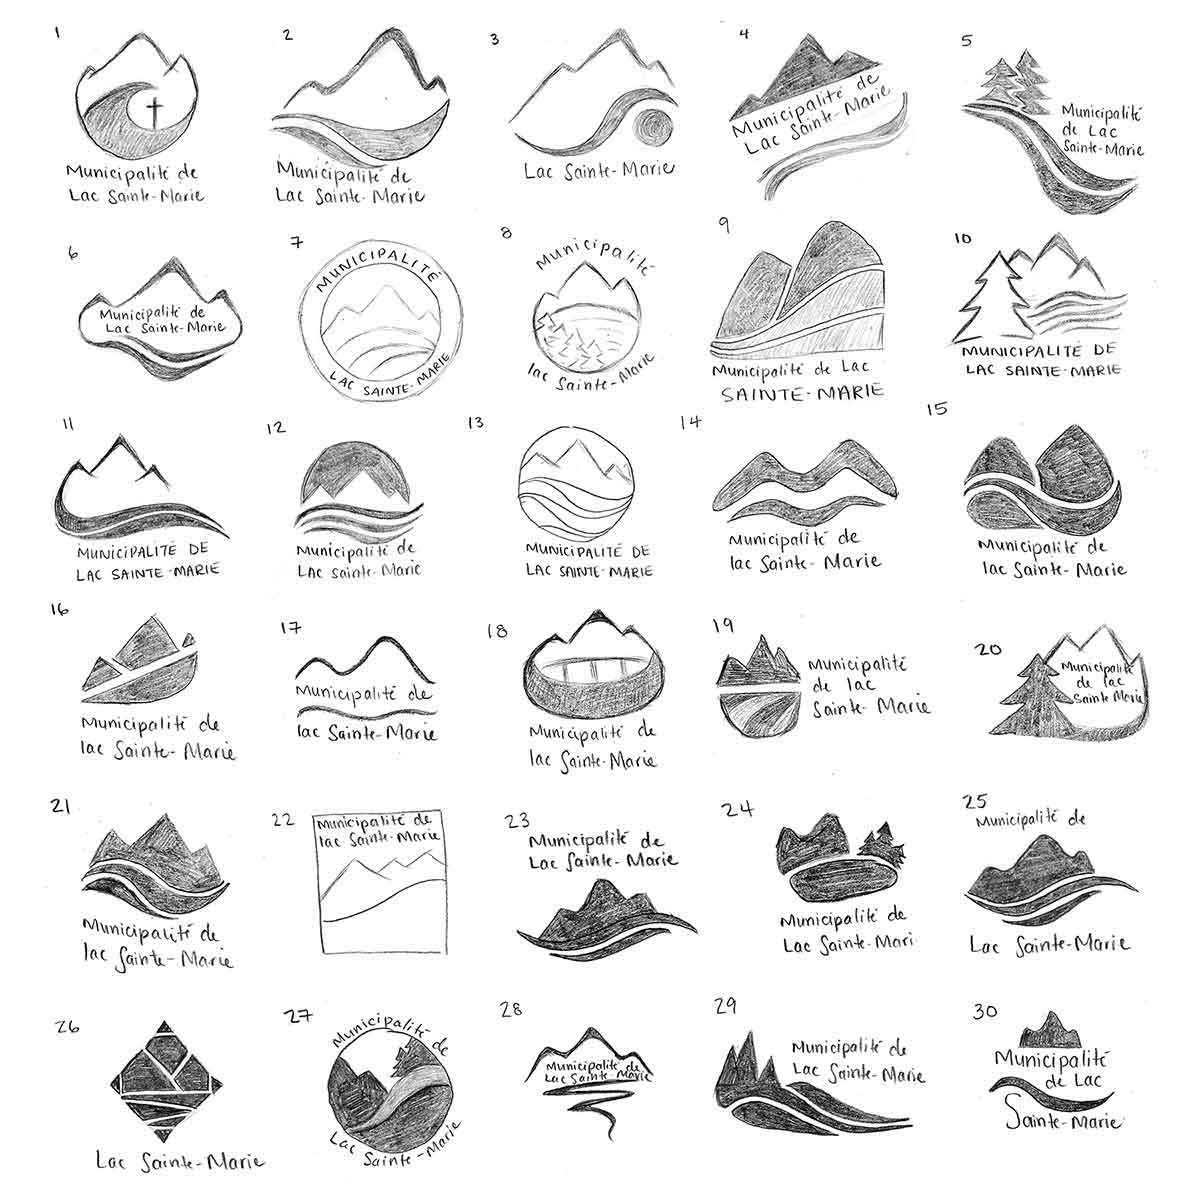 1
Municipalité de
Lac Sainte-Marie
2
Municipalité de
Lac Sainte-Marie
3
Lac Sainte-Marie
4
Municipalité de
Lac Sainte-Marie
5
Municipalité
de Lac
Sainte-Marie
6
Municipalité de
Lac Sainte-Marie
7
MUNICIPALITÉ
LAC SAINTE-MARIE
8
Municipalité
lac Sainte-Marie
9
Municipalité de Lac
SAINTE-MARIE
10
MUNICIPALITÉ DE
LAC SAINTE-MARIE
11
MUNICIPALITÉ DE
LAC SAINTE-MARIE
12
Municipalité de
Lac Sainte-Marie
13
MUNICIPALITÉ DE
LAC SAINTE-MARIE
14
Municipalité de
lac Sainte-Marie
15
Municipalité de
lac Sainte-Marie
16
Municipalité de
lac Sainte-Marie
17
Municipalité de
lac Sainte-Marie
18
Municipalité de
lac Sainte-Marie
19
Municipalité
de lac
Sainte-Marie
20
Municipalité
de lac
Sainte-Marie
21
Municipalité de
lac Sainte-Marie
22
Municipalité de
lac Sainte-Marie
23
Municipalité de
Lac Sainte-Marie
24
Municipalité de
Lac Sainte-Mari
25
Municipalité de
Lac Sainte-Marie
26
Lac Sainte-Marie
27
Municipalité de
Lac Sainte-Marie
28
Municipalité de
Lac Sainte-Marie
29
Municipalité de
Lac Sainte-Marie
30
Municipalité
de Lac
Sainte-Marie